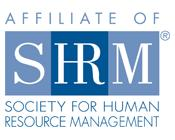 AFFILIATE OF
SHRM®
SOCIETY FOR HUMAN
RESOURCE MANAGEMENT